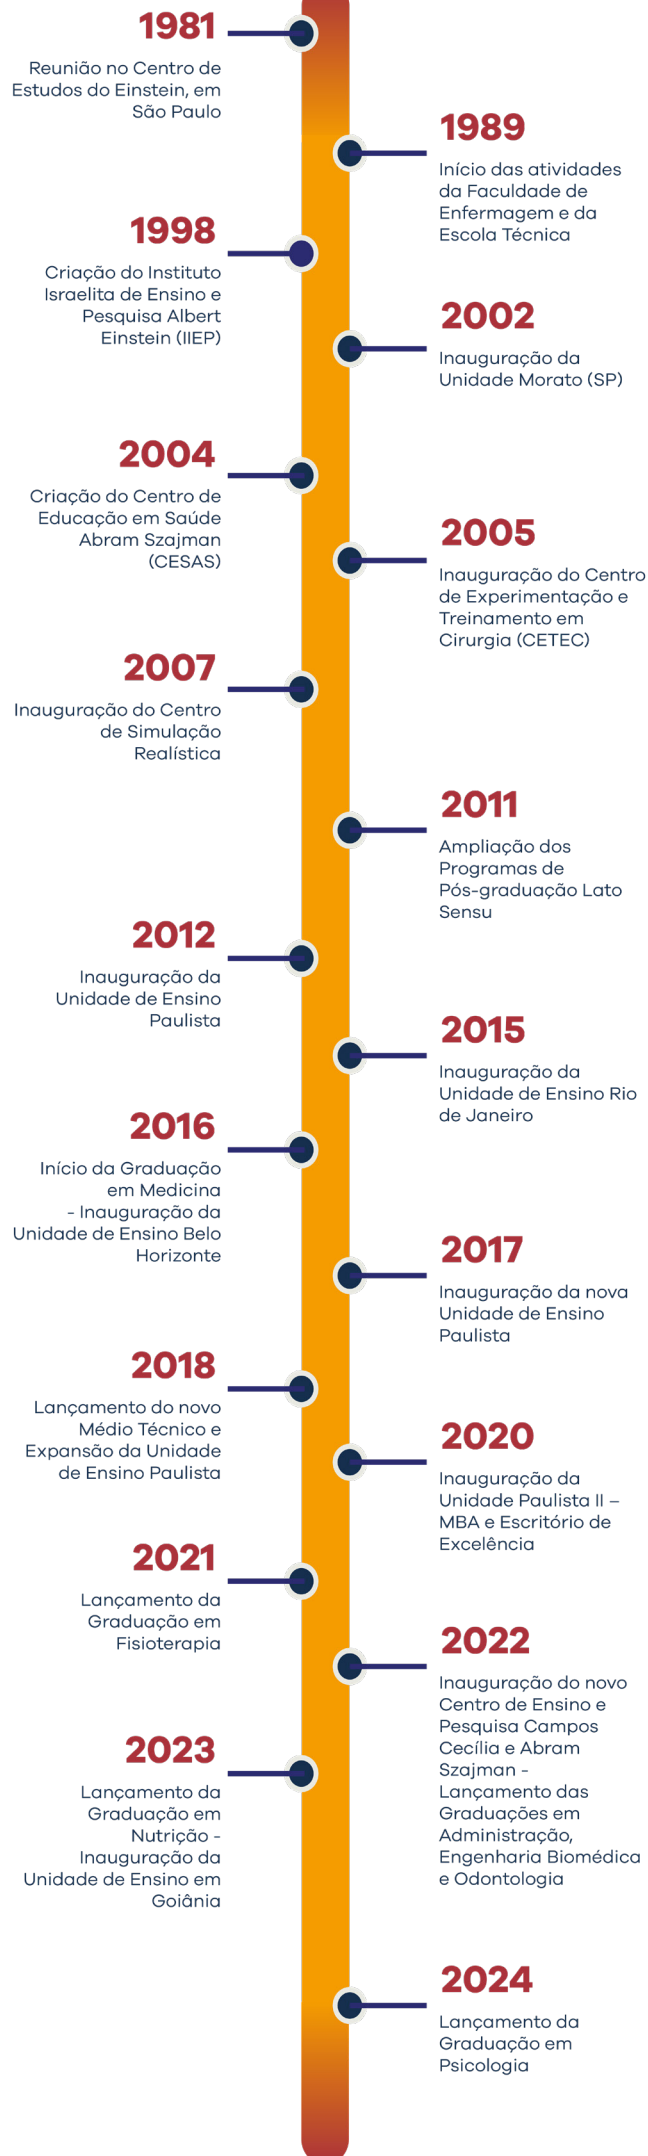 1981
Reunião no Centro de
Estudos do Einstein, em
São Paulo
1989
Início das atividades
da Faculdade de
Enfermagem e da
Escola Técnica
1998
Criação do Instituto
Israelita de Ensino e
Pesquisa Albert
Einstein (IIEP)
2002
Inauguração da
Unidade Morato (SP)
2004
Criação do Centro de
Educação em Saúde
Abram Szajman
(CESAS)
2005
Inauguração do Centro
de Experimentação e
Treinamento em
Cirurgia (CETEC)
2007
Inauguração do Centro
de Simulação
Realística
2011
Ampliação dos
Programas de
Pós-graduação Lato
Sensu
2012
Inauguração da
Unidade de Ensino
Paulista
2015
Inauguração da
Unidade de Ensino Rio
de Janeiro
2016
Início da Graduação
em Medicina
- Inauguração da
Unidade de Ensino Belo
Horizonte
2017
Inauguração da nova
Unidade de Ensino
Paulista
2018
Lançamento do novo
Médio Técnico e
Expansão da Unidade
de Ensino Paulista
2020
Inauguração da
Unidade Paulista II –
MBA e Escritório de
Excelência
2021
Lançamento da
Graduação em
Fisioterapia
2022
Inauguração do novo
Centro de Ensino e
Pesquisa Campos
Cecília e Abram
Szajman -
Lançamento das
Graduações em
Administração,
Engenharia Biomédica
e Odontologia
2023
Lançamento da
Graduação em
Nutrição -
Inauguração da
Unidade de Ensino em
Goiânia
2024
Lançamento da
Graduação em
Psicologia